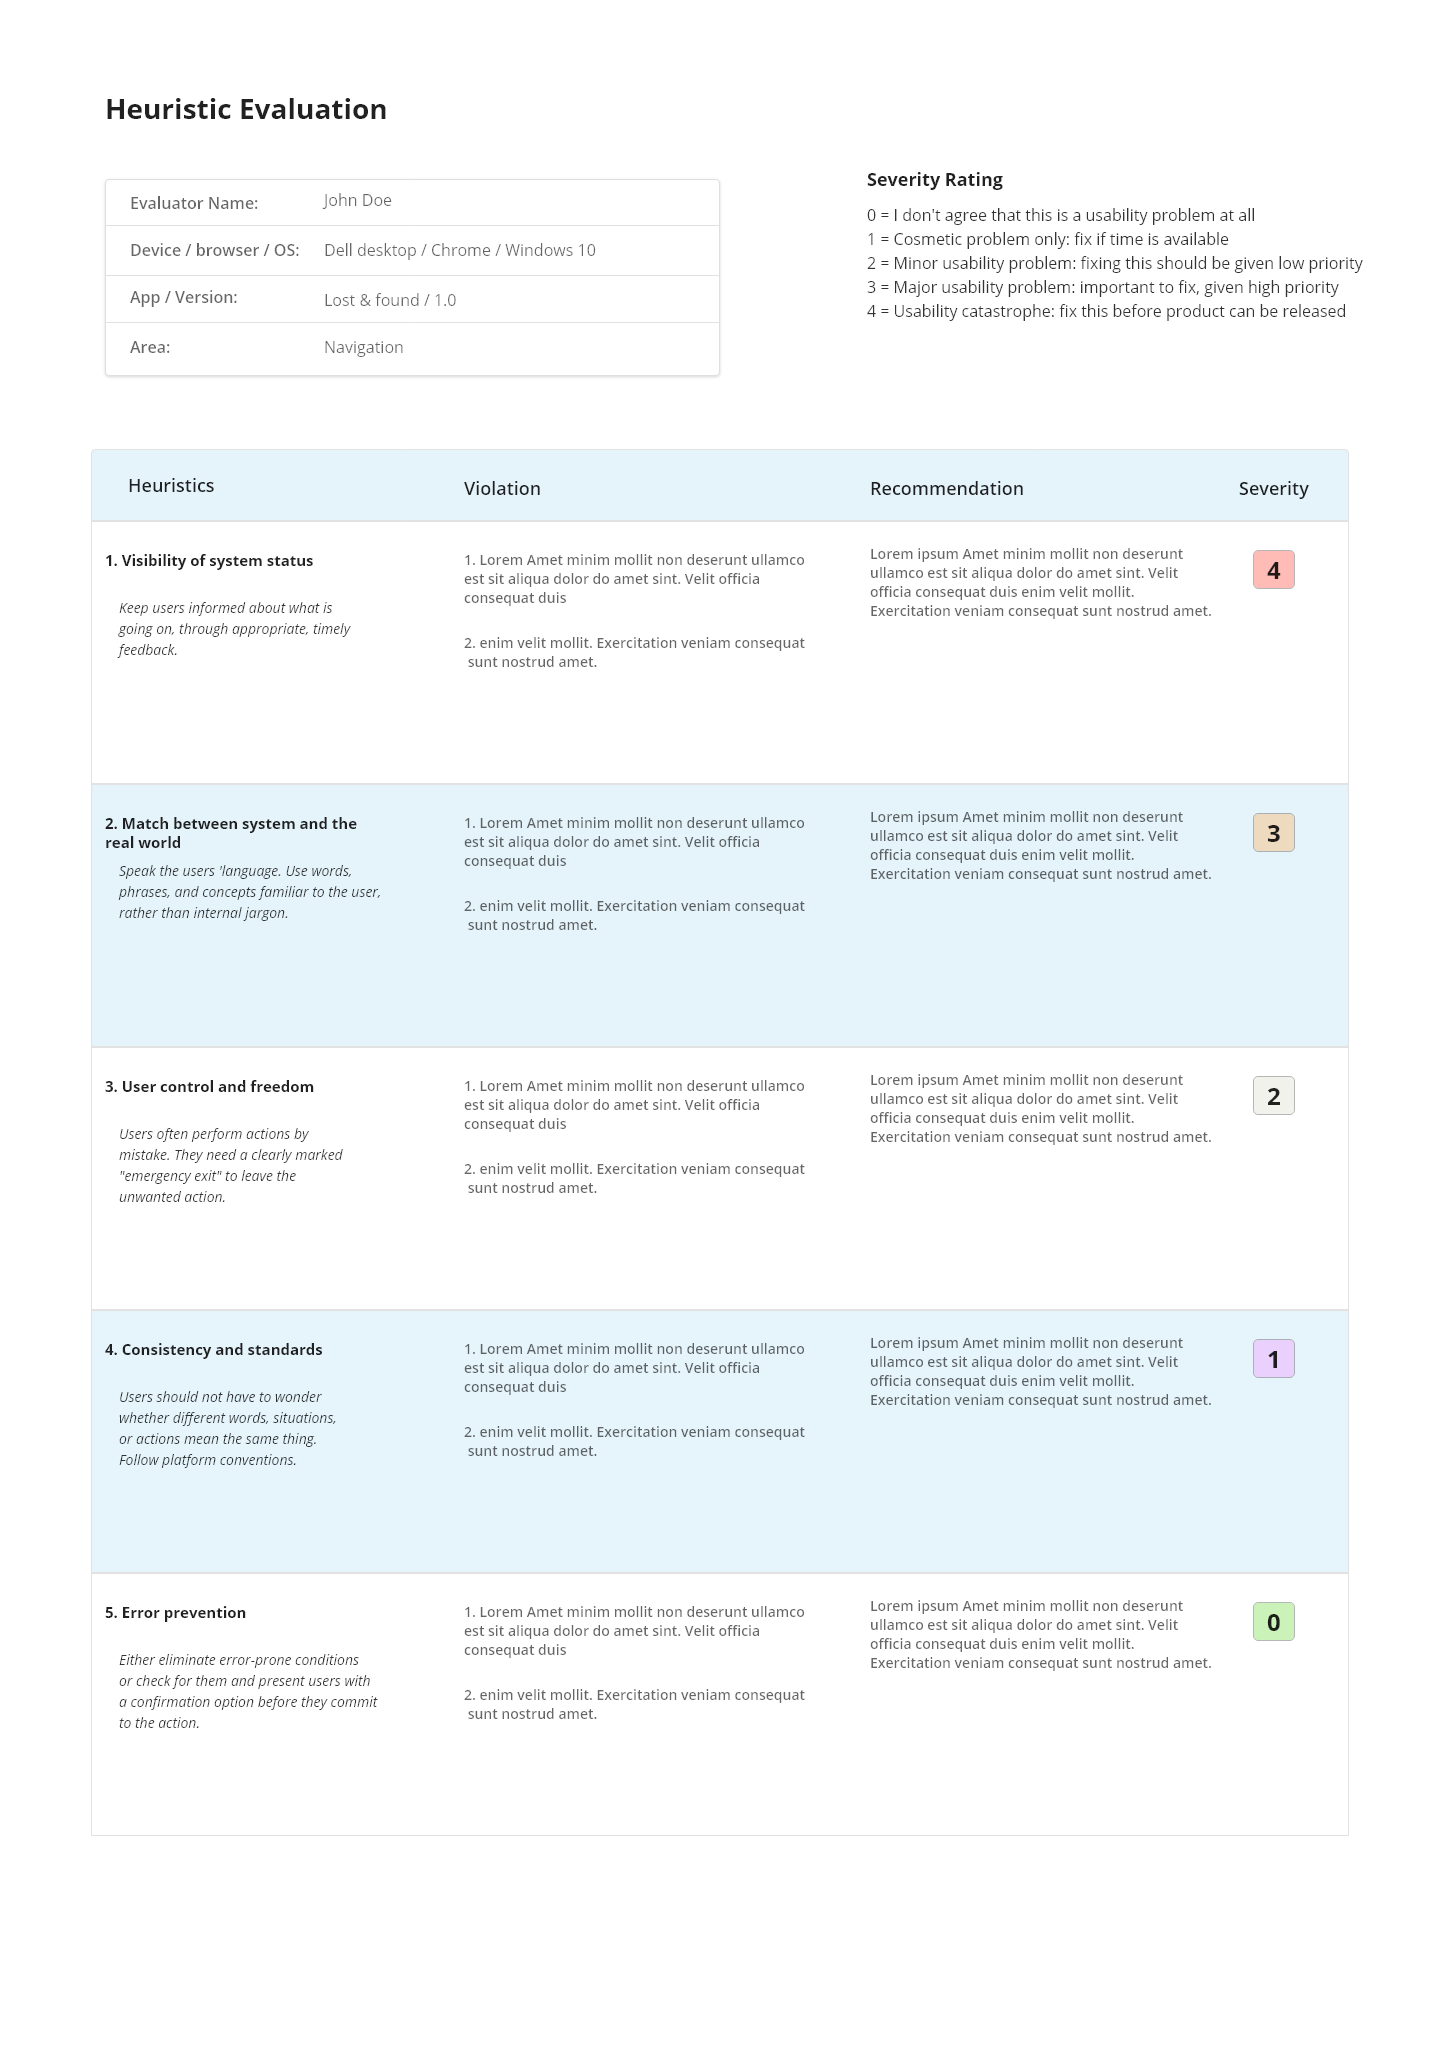 Heuristic Evaluation
Evaluator Name: John Doe
Device / browser / OS: Dell desktop / Chrome / Windows 10
App / Version: Lost & found / 1.0
Area: Navigation
Severity Rating
0 = I don't agree that this is a usability problem at all
1 = Cosmetic problem only: fix if time is available
2 = Minor usability problem: fixing this should be given low priority
3 = Major usability problem: important to fix, given high priority
4 = Usability catastrophe: fix this before product can be released
Heuristics Violation Recommendation Severity
1. Visibility of system status
Keep users informed about what is
going on, through appropriate, timely
feedback.
1. Lorem Amet minim mollit non deserunt ullamco
est sit aliqua dolor do amet sint. Velit officia
consequat duis
2. enim velit mollit. Exercitation veniam consequat
sunt nostrud amet.
Lorem ipsum Amet minim mollit non deserunt
ullamco est sit aliqua dolor do amet sint. Velit
officia consequat duis enim velit mollit.
Exercitation veniam consequat sunt nostrud amet.
4
2. Match between system and the
real world
Speak the users 'language. Use words,
phrases, and concepts familiar to the user,
rather than internal jargon.
1. Lorem Amet minim mollit non deserunt ullamco
est sit aliqua dolor do amet sint. Velit officia
consequat duis
2. enim velit mollit. Exercitation veniam consequat
sunt nostrud amet.
Lorem ipsum Amet minim mollit non deserunt
ullamco est sit aliqua dolor do amet sint. Velit
officia consequat duis enim velit mollit.
Exercitation veniam consequat sunt nostrud amet.
3
3. User control and freedom
Users often perform actions by
mistake. They need a clearly marked
"emergency exit" to leave the
unwanted action.
1. Lorem Amet minim mollit non deserunt ullamco
est sit aliqua dolor do amet sint. Velit officia
consequat duis
2. enim velit mollit. Exercitation veniam consequat
sunt nostrud amet.
Lorem ipsum Amet minim mollit non deserunt
ullamco est sit aliqua dolor do amet sint. Velit
officia consequat duis enim velit mollit.
Exercitation veniam consequat sunt nostrud amet.
2
4. Consistency and standards
Users should not have to wonder
whether different words, situations,
or actions mean the same thing.
Follow platform conventions.
1. Lorem Amet minim mollit non deserunt ullamco
est sit aliqua dolor do amet sint. Velit officia
consequat duis
2. enim velit mollit. Exercitation veniam consequat
sunt nostrud amet.
Lorem ipsum Amet minim mollit non deserunt
ullamco est sit aliqua dolor do amet sint. Velit
officia consequat duis enim velit mollit.
Exercitation veniam consequat sunt nostrud amet.
1
5. Error prevention
Either eliminate error-prone conditions
or check for them and present users with
a confirmation option before they commit
to the action.
1. Lorem Amet minim mollit non deserunt ullamco
est sit aliqua dolor do amet sint. Velit officia
consequat duis
2. enim velit mollit. Exercitation veniam consequat
sunt nostrud amet.
Lorem ipsum Amet minim mollit non deserunt
ullamco est sit aliqua dolor do amet sint. Velit
officia consequat duis enim velit mollit.
Exercitation veniam consequat sunt nostrud amet.
0